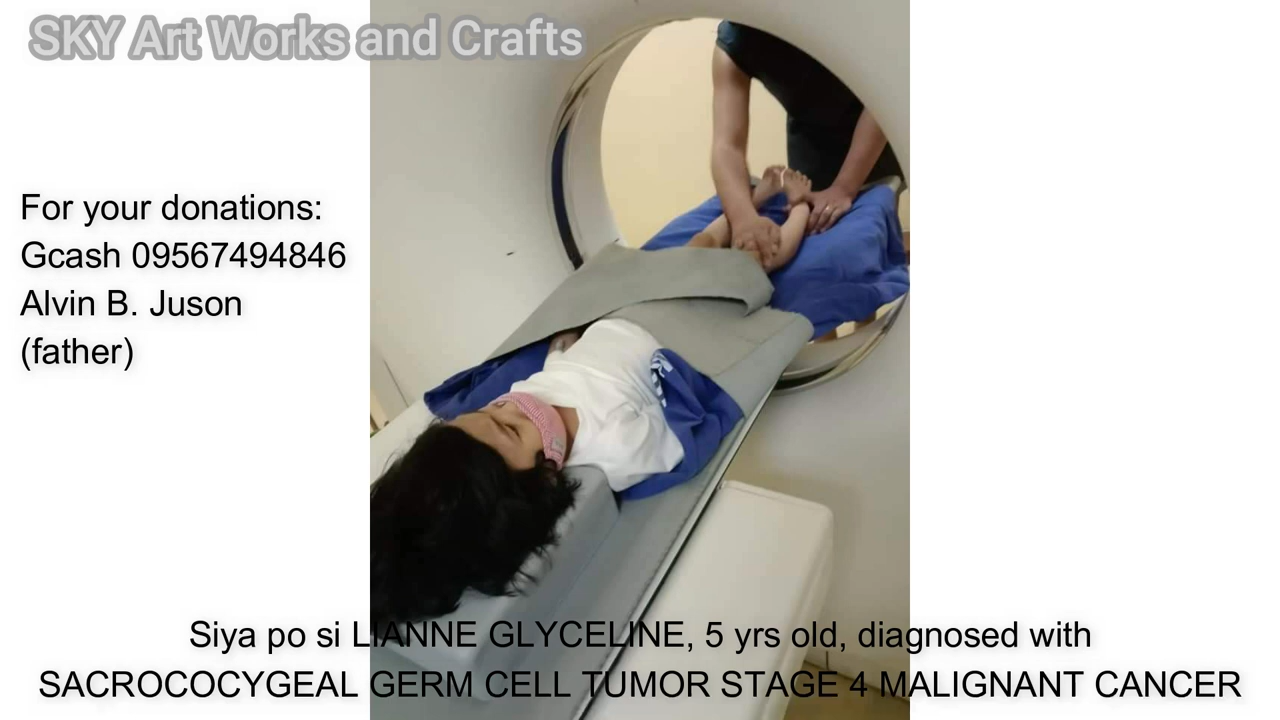 SKY Art Works and Crafts
For your donations:
Gcash 09567494846
Alvin B. Juson
(father)
Siya po si LIANNE GLYCELINE, 5 yrs old, diagnosed with
SACROCOCYGEAL GERM CELL TUMOR STAGE 4 MALIGNANT CANCER